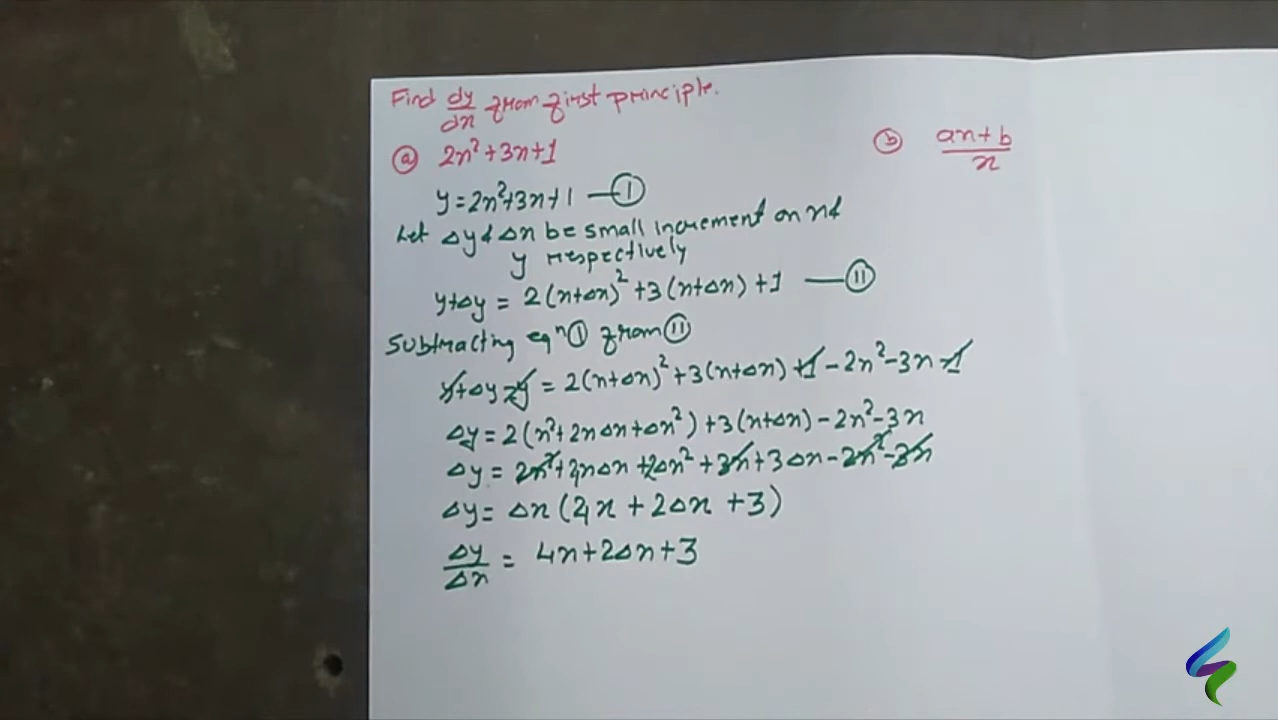 Find dy/dx from first principle.
(a) 2x² + 3x + 1
(b) (ax + b)/x
y = 2x² + 3x + 1 — (I)
Let Δy & Δx be small increment on x &
y respectively
y + Δy = 2(x + Δx)² + 3(x + Δx) + 1 — (II)
Subtracting eqⁿ (I) from (II)
y + Δy - y = 2(x + Δx)² + 3(x + Δx) + 1 - 2x² - 3x - 1
Δy = 2(x² + 2xΔx + Δx²) + 3(x + Δx) - 2x² - 3x
Δy = 2x² + 4xΔx + 2Δx² + 3x + 3Δx - 2x² - 3x
Δy = Δx(4x + 2Δx + 3)
Δy/Δx = 4x + 2Δx + 3